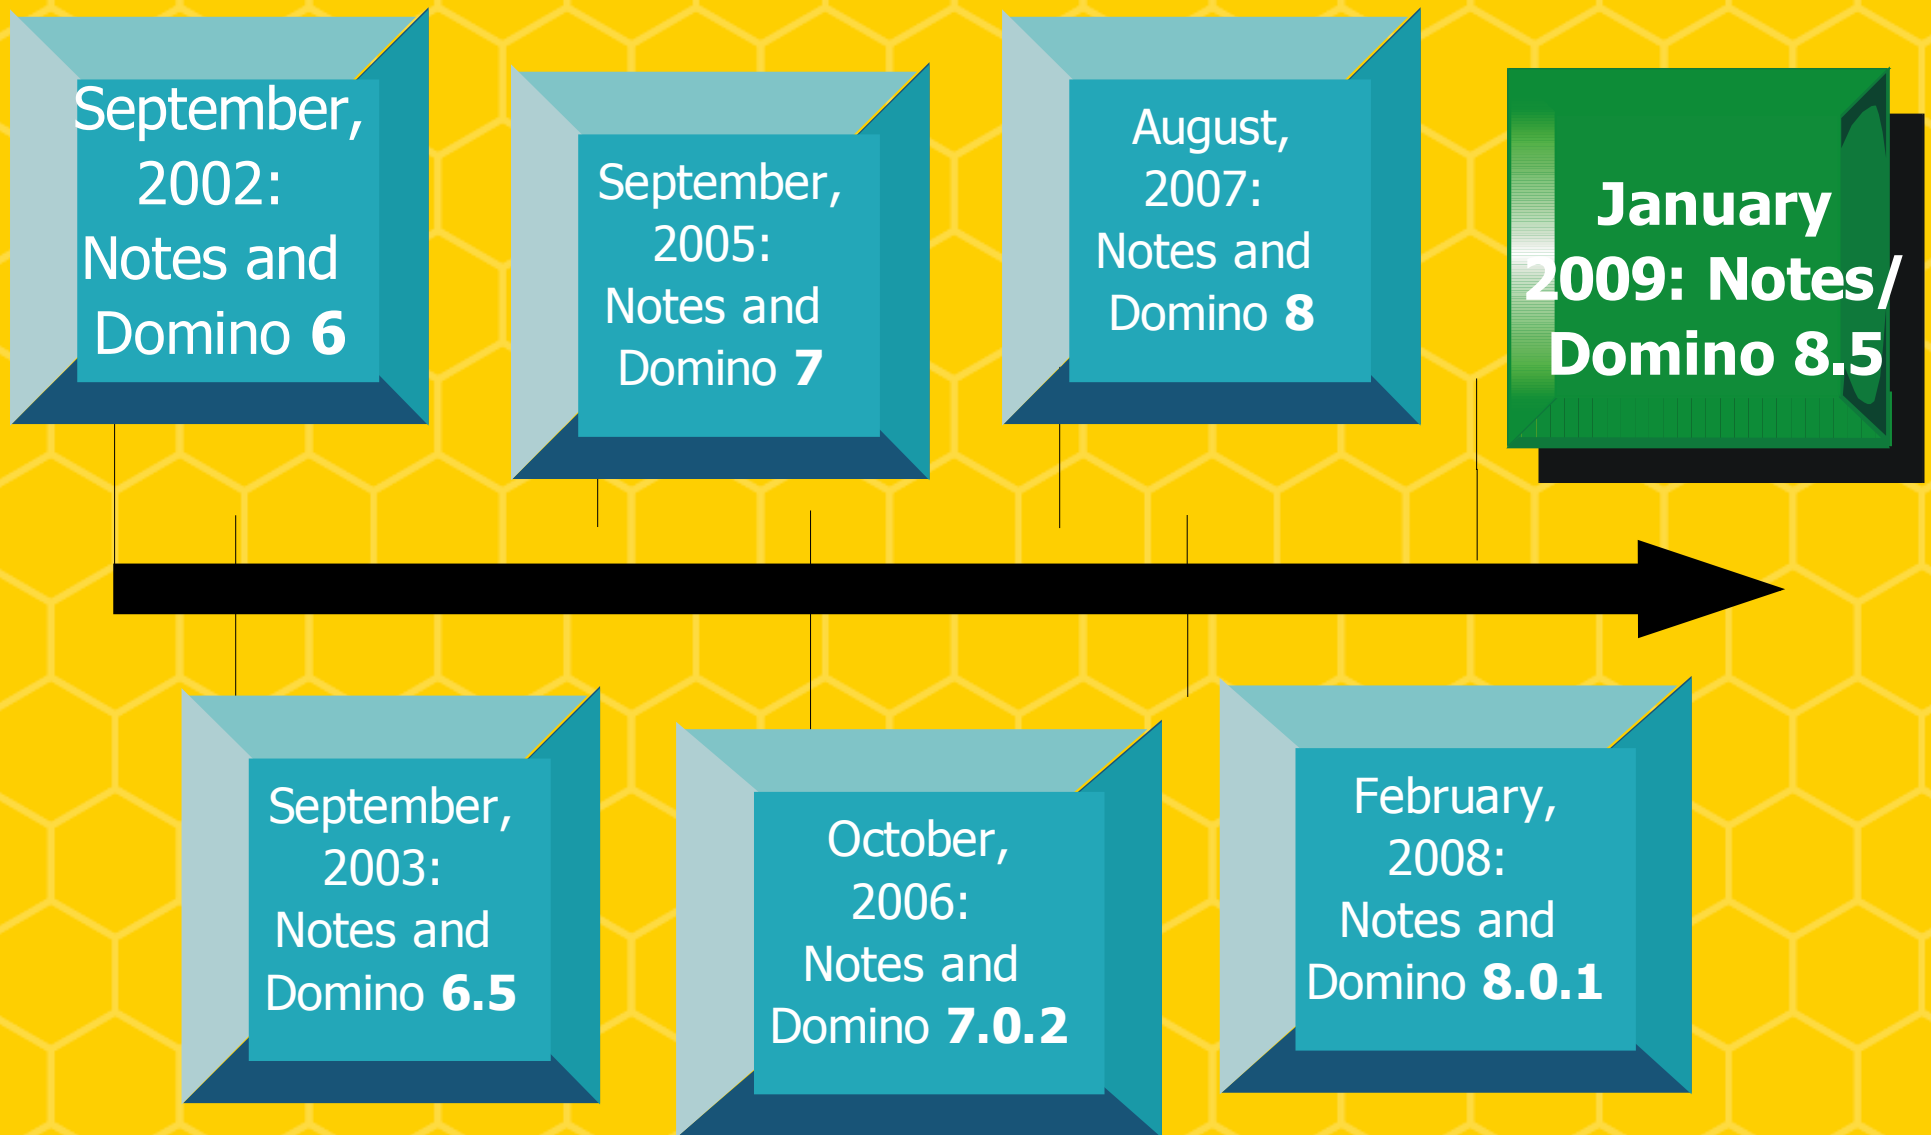 September,
2002:
Notes and
Domino 6
September,
2005:
Notes and
Domino 7
August,
2007:
Notes and
Domino 8
January
2009: Notes/
Domino 8.5
September,
2003:
Notes and
Domino 6.5
October,
2006:
Notes and
Domino 7.0.2
February,
2008:
Notes and
Domino 8.0.1